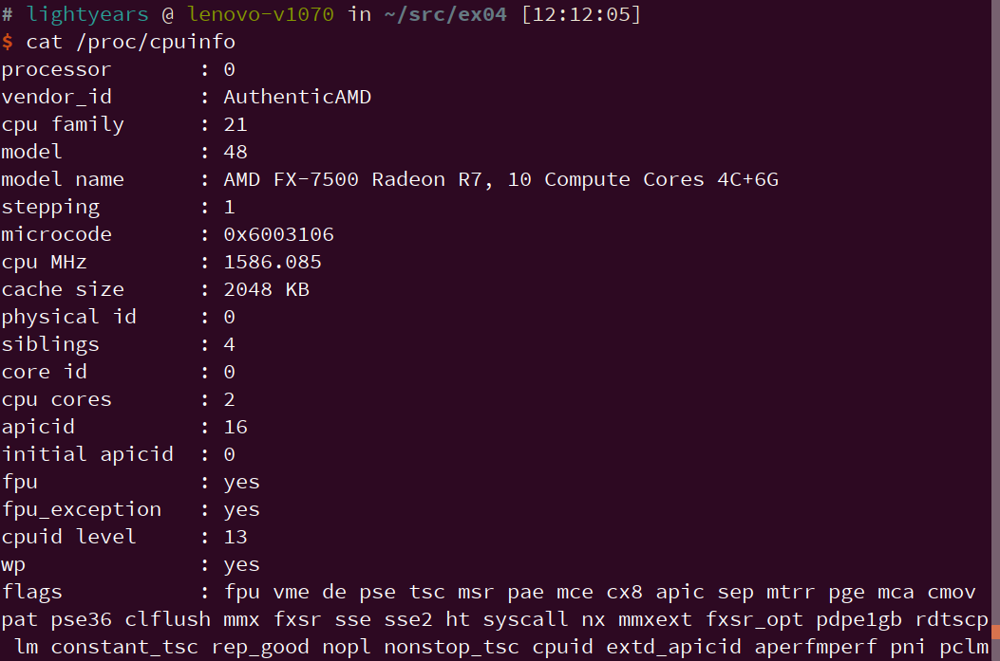 # lightyears @ lenovo-v1070 in ~/src/ex04 [12:12:05]
$ cat /proc/cpuinfo
processor : 0
vendor_id : AuthenticAMD
cpu family : 21
model : 48
model name : AMD FX-7500 Radeon R7, 10 Compute Cores 4C+6G
stepping : 1
microcode : 0x6003106
cpu MHz : 1586.085
cache size : 2048 KB
physical id : 0
siblings : 4
core id : 0
cpu cores : 2
apicid : 16
initial apicid : 0
fpu : yes
fpu_exception : yes
cpuid level : 13
wp : yes
flags : fpu vme de pse tsc msr pae mce cx8 apic sep mtrr pge mca cmov
pat pse36 clflush mmx fxsr sse sse2 ht syscall nx mmxext fxsr_opt pdpe1gb rdtscp
lm constant_tsc rep_good nopl nonstop_tsc cpuid extd_apicid aperfmperf pni pclm